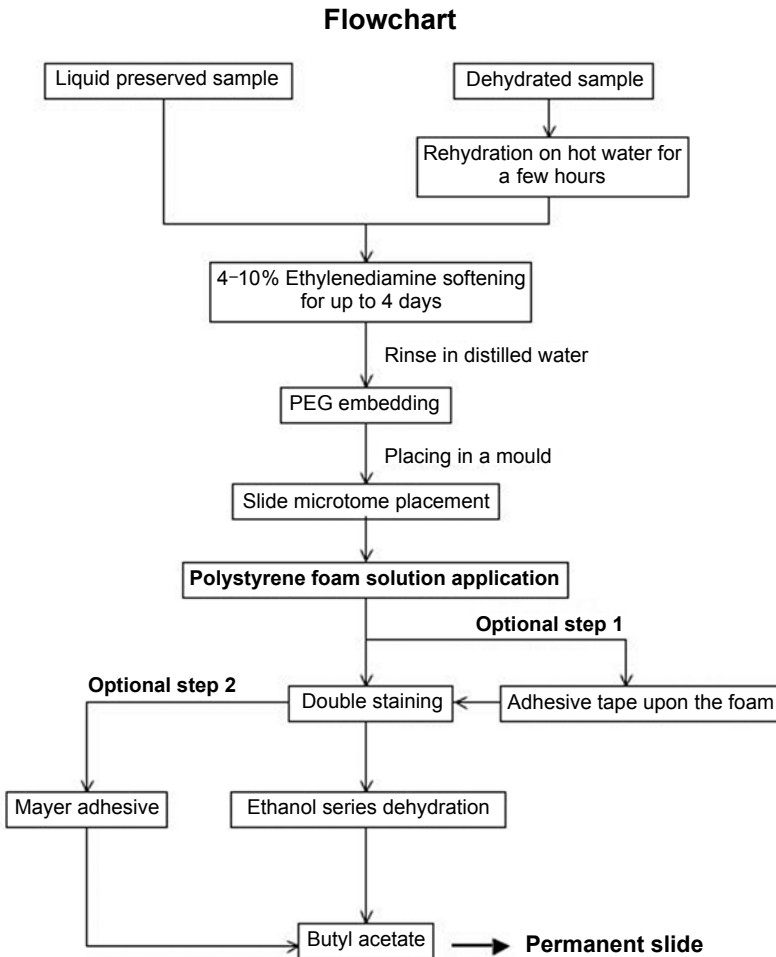 Flowchart
Liquid preserved sample
Dehydrated sample
Rehydration on hot water for
a few hours
4–10% Ethylenediamine softening
for up to 4 days
Rinse in distilled water
PEG embedding
Placing in a mould
Slide microtome placement
Polystyrene foam solution application
Optional step 1
Optional step 2
Double staining
Adhesive tape upon the foam
Mayer adhesive
Ethanol series dehydration
Butyl acetate
Permanent slide